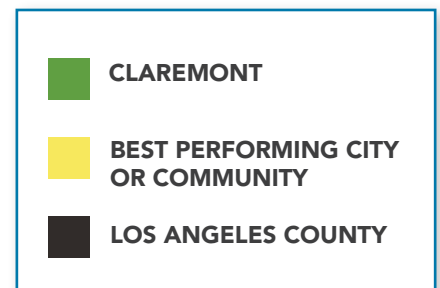 CLAREMONT
BEST PERFORMING CITY
OR COMMUNITY
LOS ANGELES COUNTY